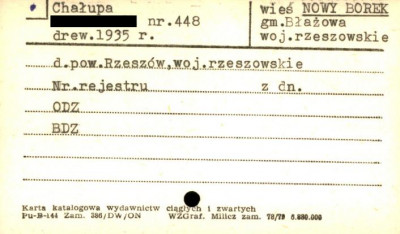 Chałupa
nr.448
drew.1935 r.
wieś NOWY BOREK
gm.Błażowa
woj.rzeszowskie
d.pow.Rzeszów,woj.rzeszowskie
Nr.rejestru z dn.
ODZ
BDZ
Karta katalogowa wydawnictw ciągłych i zwartych
Pu-B-144 Zam. 386/DW/ON WZGraf. Milicz zam. 78/79 6.880.000